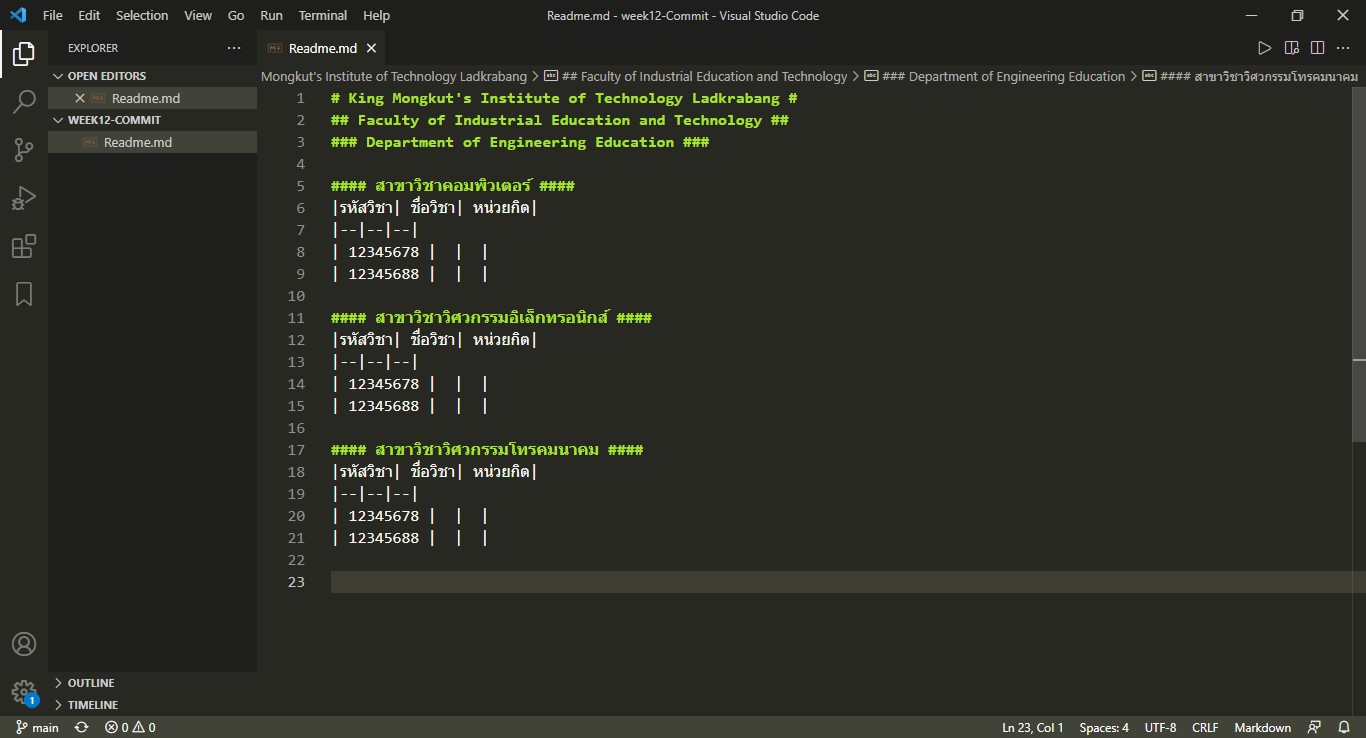 File Edit Selection View Go Run Terminal Help
Readme.md - week12-Commit - Visual Studio Code
EXPLORER
Readme.md
OPEN EDITORS
Readme.md
WEEK12-COMMIT
Readme.md
Mongkut's Institute of Technology Ladkrabang > ## Faculty of Industrial Education and Technology > ### Department of Engineering Education > #### สาขาวิชาวิศวกรรมโทรคมนาคม
1 # King Mongkut's Institute of Technology Ladkrabang #
2 ## Faculty of Industrial Education and Technology ##
3 ### Department of Engineering Education ###
4
5 #### สาขาวิชาคอมพิวเตอร์ ####
6 |รหัสวิชา| ชื่อวิชา| หน่วยกิต|
7 |--|--|--|
8 | 12345678 | | |
9 | 12345688 | | |
10
11 #### สาขาวิชาวิศวกรรมอิเล็กทรอนิกส์ ####
12 |รหัสวิชา| ชื่อวิชา| หน่วยกิต|
13 |--|--|--|
14 | 12345678 | | |
15 | 12345688 | | |
16
17 #### สาขาวิชาวิศวกรรมโทรคมนาคม ####
18 |รหัสวิชา| ชื่อวิชา| หน่วยกิต|
19 |--|--|--|
20 | 12345678 | | |
21 | 12345688 | | |
22
23
OUTLINE
TIMELINE
1
main 0 0
Ln 23, Col 1 Spaces: 4 UTF-8 CRLF Markdown